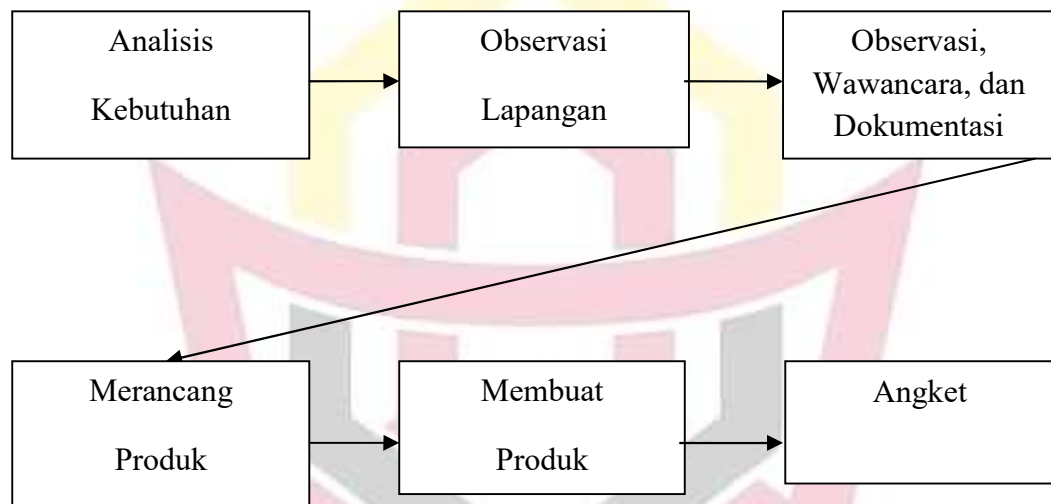 Analisis
Kebutuhan
Observasi
Lapangan
Observasi,
Wawancara, dan
Dokumentasi
Merancang
Produk
Membuat
Produk
Angket